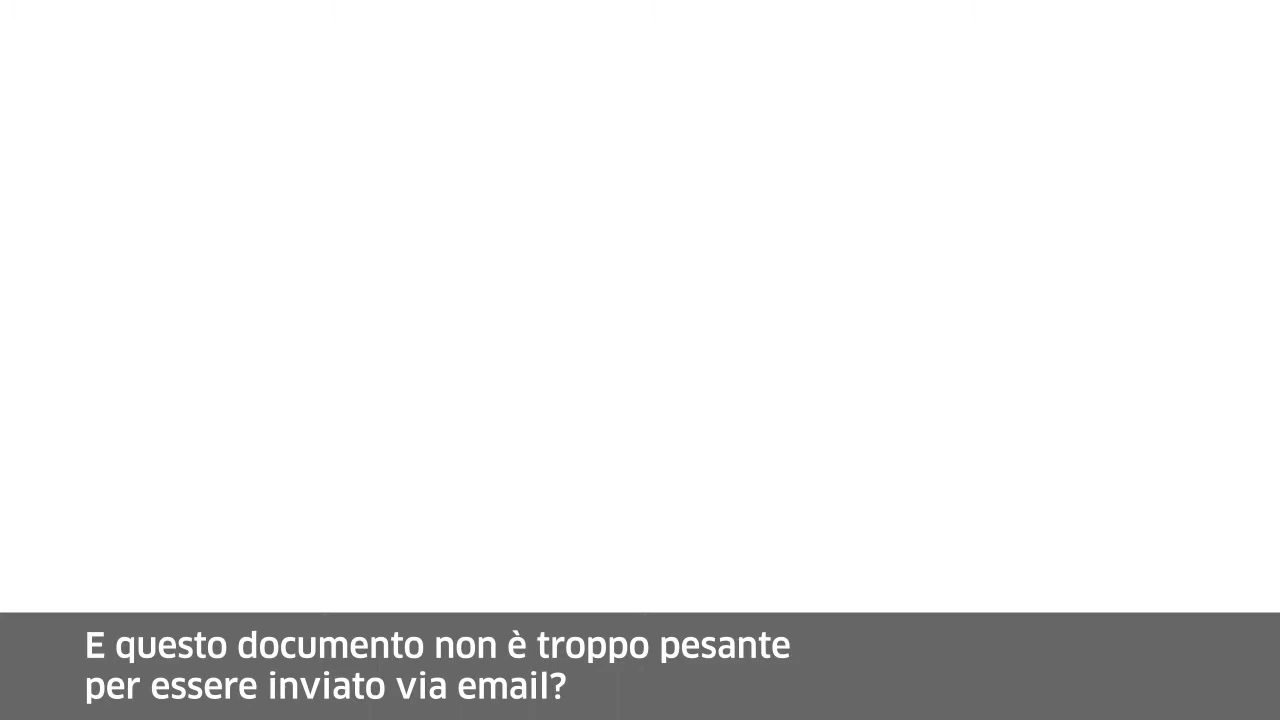 E questo documento non è troppo pesante
per essere inviato via email?